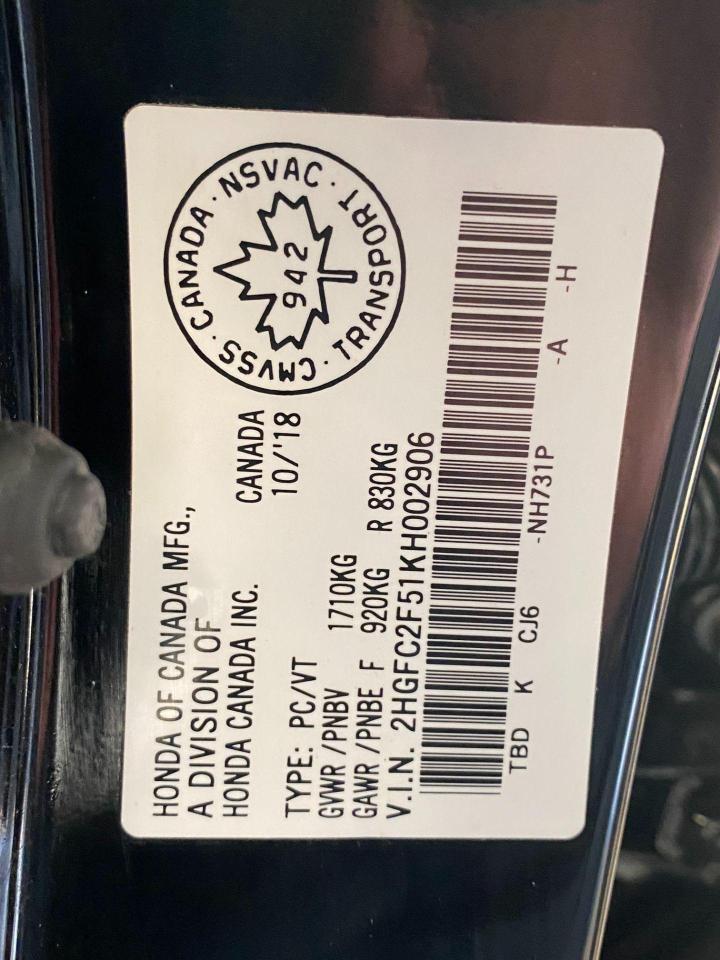 HONDA OF CANADA MFG.,
A DIVISION OF
HONDA CANADA INC.
CANADA
10/'18
CMVSS · CANADA · NSVAC · TRANSPORT ·
942
TYPE: PC/VT
GVWR /PNBV 1710KG
GAWR /PNBE F 920KG R 830KG
V.I.N. 2HGFC2F51KH002906
TBD K CJ6 -NH731P -A -H